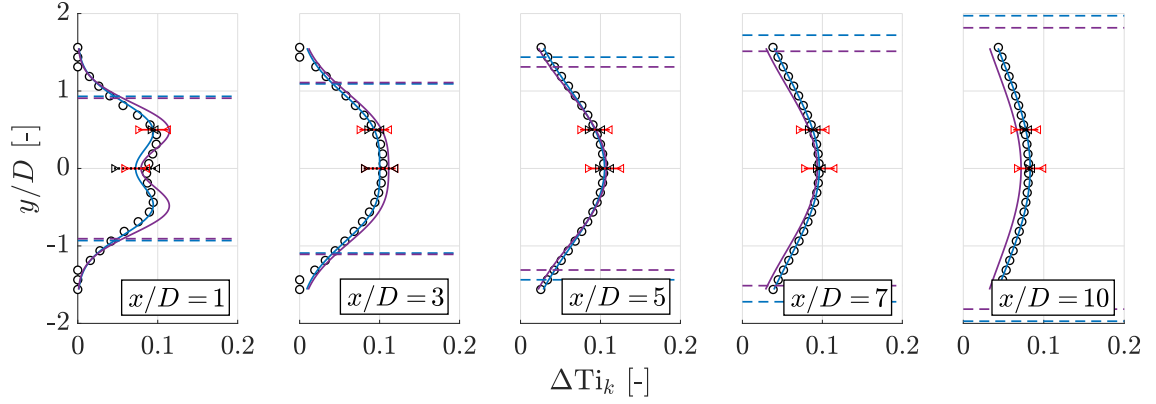 2
1
0
-1
-2
y/D [-]
x/D = 1
x/D = 3
x/D = 5
x/D = 7
x/D = 10
0 0.1 0.2 0 0.1 0.2 0 0.1 0.2 0 0.1 0.2 0 0.1 0.2
ΔTiₖ [-]